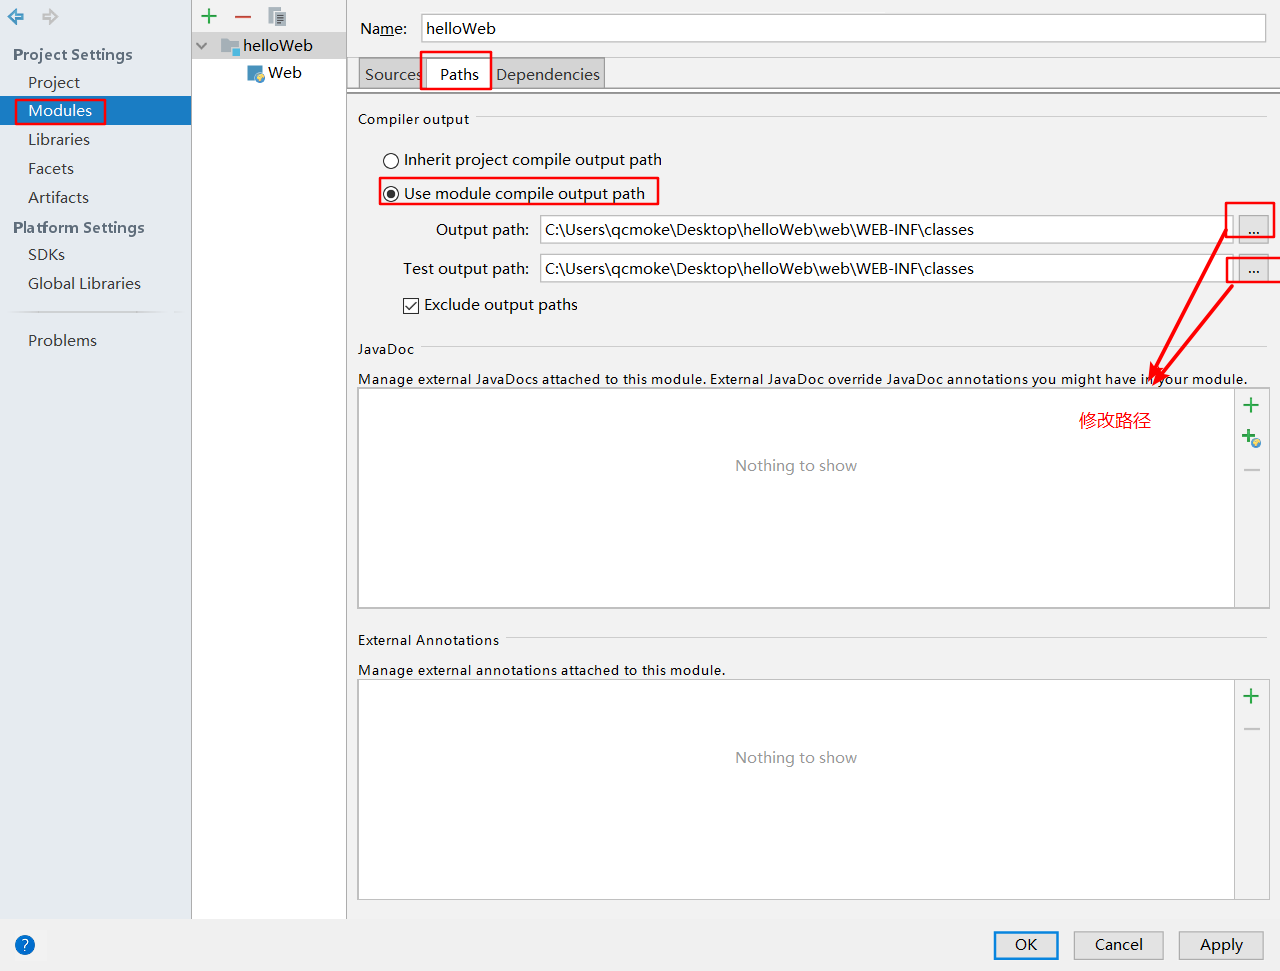 Project Settings
Project
Modules
Libraries
Facets
Artifacts
Platform Settings
SDKs
Global Libraries
Problems
helloWeb
Web
Name: helloWeb
Sources Paths Dependencies
Compiler output
Inherit project compile output path
Use module compile output path
Output path: C:\Users\qcmoke\Desktop\helloWeb\web\WEB-INF\classes ...
Test output path: C:\Users\qcmoke\Desktop\helloWeb\web\WEB-INF\classes ...
Exclude output paths
JavaDoc
Manage external JavaDocs attached to this module. External JavaDoc override JavaDoc annotations you might have in your module.
修改路径
Nothing to show
External Annotations
Manage external annotations attached to this module.
Nothing to show
? OK Cancel Apply